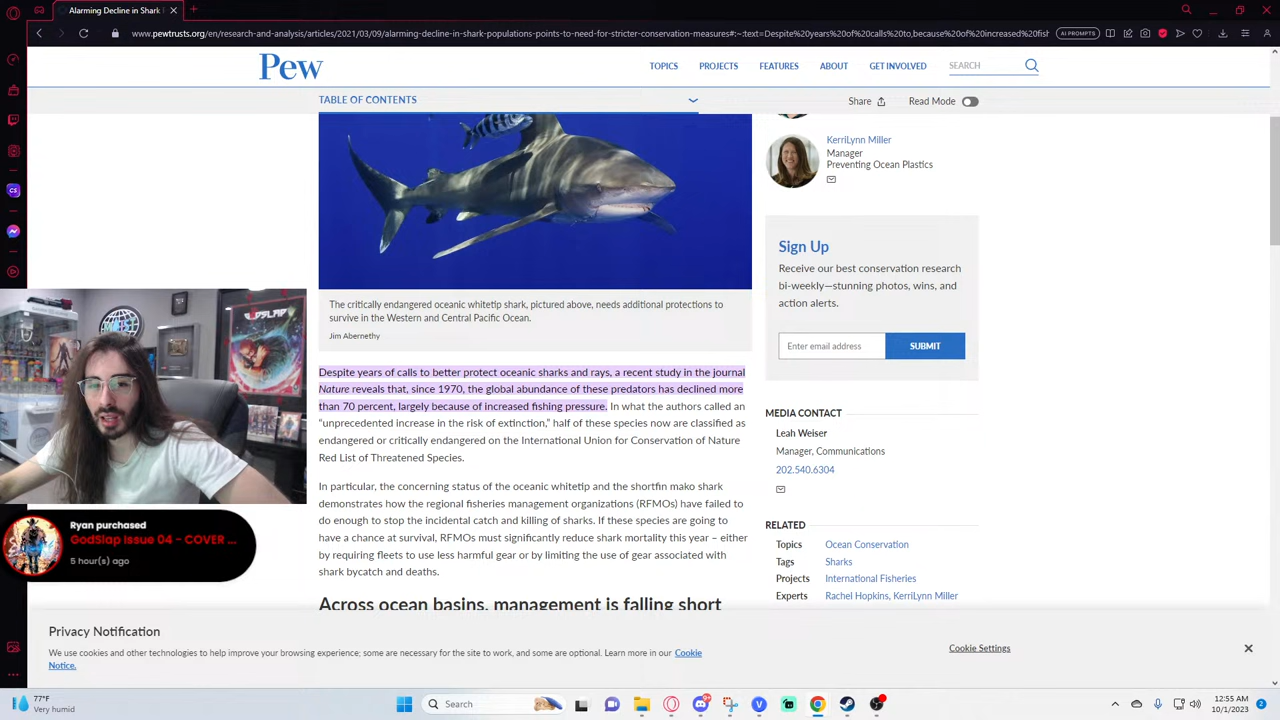 Alarming Decline in Shark P
www.pewtrusts.org/en/research-and-analysis/articles/2021/03/09/alarming-decline-in-shark-populations-points-to-need-for-stricter-conservation-measures#:~:text=Despite%20years%20of%20calls%20to,because%20of%20increased%20fish
AI PROMPTS
Pew
TOPICS
PROJECTS
FEATURES
ABOUT
GET INVOLVED
SEARCH
TABLE OF CONTENTS
Share
Read Mode
KerriLynn Miller
Manager
Preventing Ocean Plastics
Sign Up
Receive our best conservation research
bi-weekly—stunning photos, wins, and
action alerts.
Enter email address
SUBMIT
The critically endangered oceanic whitetip shark, pictured above, needs additional protections to
survive in the Western and Central Pacific Ocean.
Jim Abernethy
Despite years of calls to better protect oceanic sharks and rays, a recent study in the journal
Nature reveals that, since 1970, the global abundance of these predators has declined more
than 70 percent, largely because of increased fishing pressure. In what the authors called an
“unprecedented increase in the risk of extinction,” half of these species now are classified as
endangered or critically endangered on the International Union for Conservation of Nature
Red List of Threatened Species.
In particular, the concerning status of the oceanic whitetip and the shortfin mako shark
demonstrates how the regional fisheries management organizations (RFMOs) have failed to
do enough to stop the incidental catch and killing of sharks. If these species are going to
have a chance at survival, RFMOs must significantly reduce shark mortality this year – either
by requiring fleets to use less harmful gear or by limiting the use of gear associated with
shark bycatch and deaths.
Across ocean basins, management is falling short
MEDIA CONTACT
Leah Weiser
Manager, Communications
202.540.6304
RELATED
Topics
Ocean Conservation
Tags
Sharks
Projects
International Fisheries
Experts
Rachel Hopkins, KerriLynn Miller
GODSLAP
Ryan purchased
GodSlap Issue 04 - COVER ...
5 hour(s) ago
Privacy Notification
We use cookies and other technologies to help improve your browsing experience; some are necessary for the site to work, and some are optional. Learn more in our Cookie
Notice.
Cookie Settings
77°F
Very humid
Search
9+
12:55 AM
10/1/2023
2